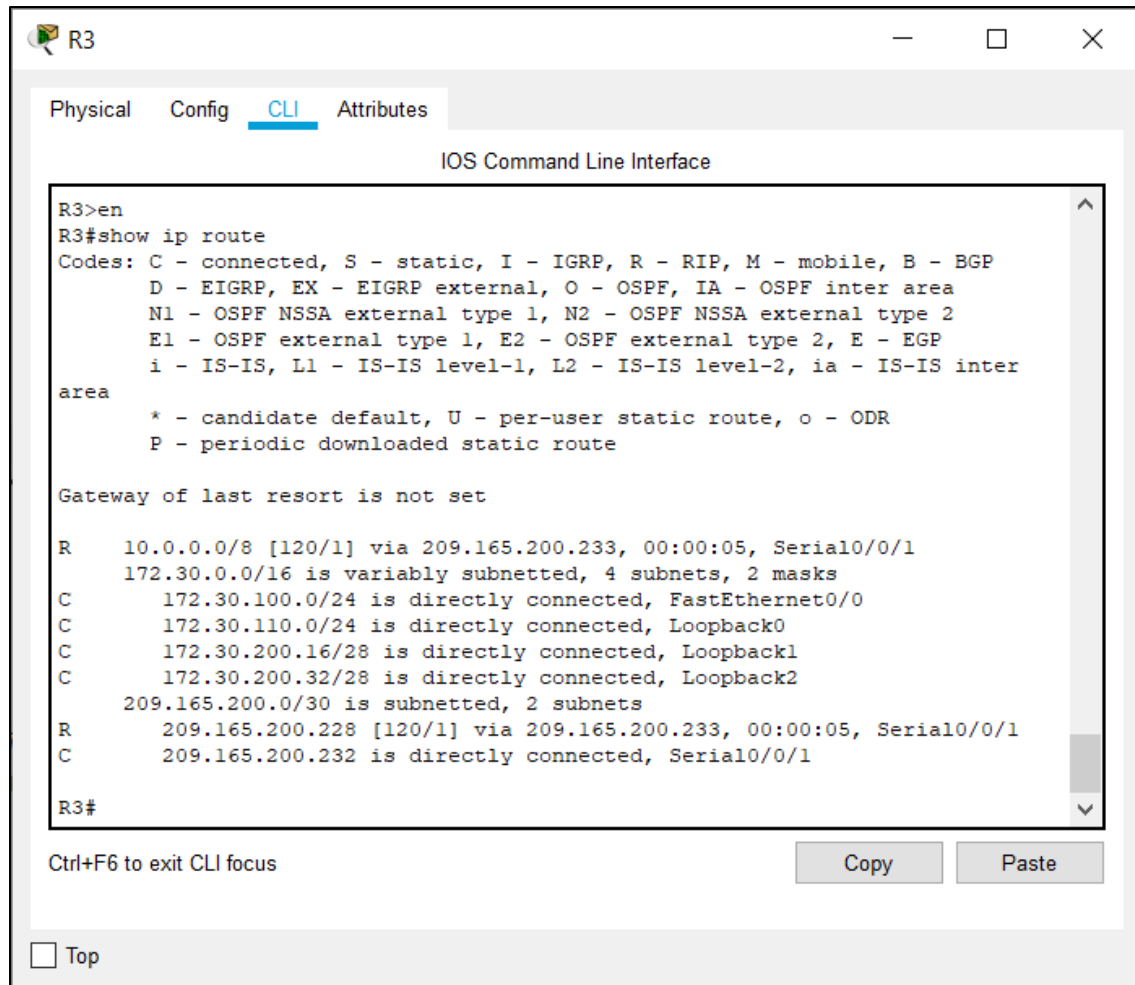 R3
Physical Config CLI Attributes
IOS Command Line Interface
R3>en
R3#show ip route
Codes: C - connected, S - static, I - IGRP, R - RIP, M - mobile, B - BGP
       D - EIGRP, EX - EIGRP external, O - OSPF, IA - OSPF inter area
       N1 - OSPF NSSA external type 1, N2 - OSPF NSSA external type 2
       E1 - OSPF external type 1, E2 - OSPF external type 2, E - EGP
       i - IS-IS, L1 - IS-IS level-1, L2 - IS-IS level-2, ia - IS-IS inter
area
       * - candidate default, U - per-user static route, o - ODR
       P - periodic downloaded static route
Gateway of last resort is not set
R    10.0.0.0/8 [120/1] via 209.165.200.233, 00:00:05, Serial0/0/1
     172.30.0.0/16 is variably subnetted, 4 subnets, 2 masks
C       172.30.100.0/24 is directly connected, FastEthernet0/0
C       172.30.110.0/24 is directly connected, Loopback0
C       172.30.200.16/28 is directly connected, Loopback1
C       172.30.200.32/28 is directly connected, Loopback2
     209.165.200.0/30 is subnetted, 2 subnets
R       209.165.200.228 [120/1] via 209.165.200.233, 00:00:05, Serial0/0/1
C       209.165.200.232 is directly connected, Serial0/0/1
R3#
Ctrl+F6 to exit CLI focus
Copy
Paste
Top